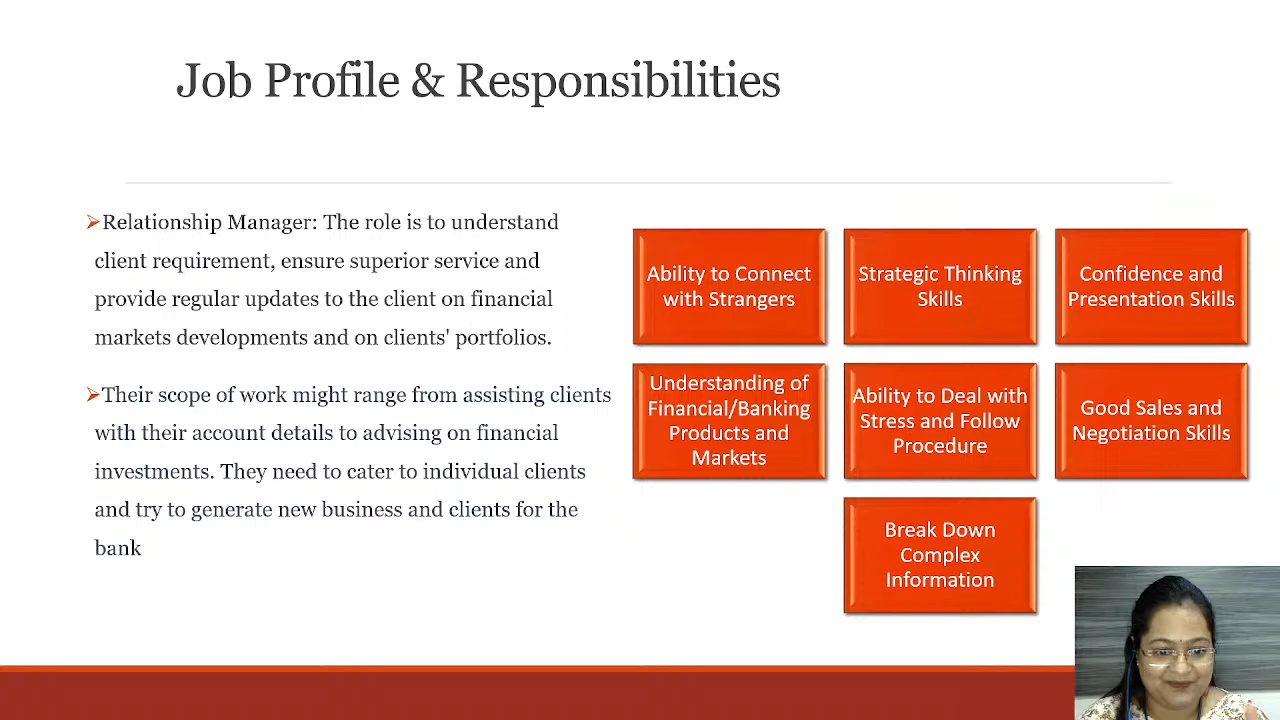 Job Profile & Responsibilities
Relationship Manager: The role is to understand
client requirement, ensure superior service and
provide regular updates to the client on financial
markets developments and on clients' portfolios.
Their scope of work might range from assisting clients
with their account details to advising on financial
investments. They need to cater to individual clients
and try to generate new business and clients for the
bank
Ability to Connect
with Strangers
Strategic Thinking
Skills
Confidence and
Presentation Skills
Understanding of
Financial/Banking
Products and
Markets
Ability to Deal with
Stress and Follow
Procedure
Good Sales and
Negotiation Skills
Break Down
Complex
Information